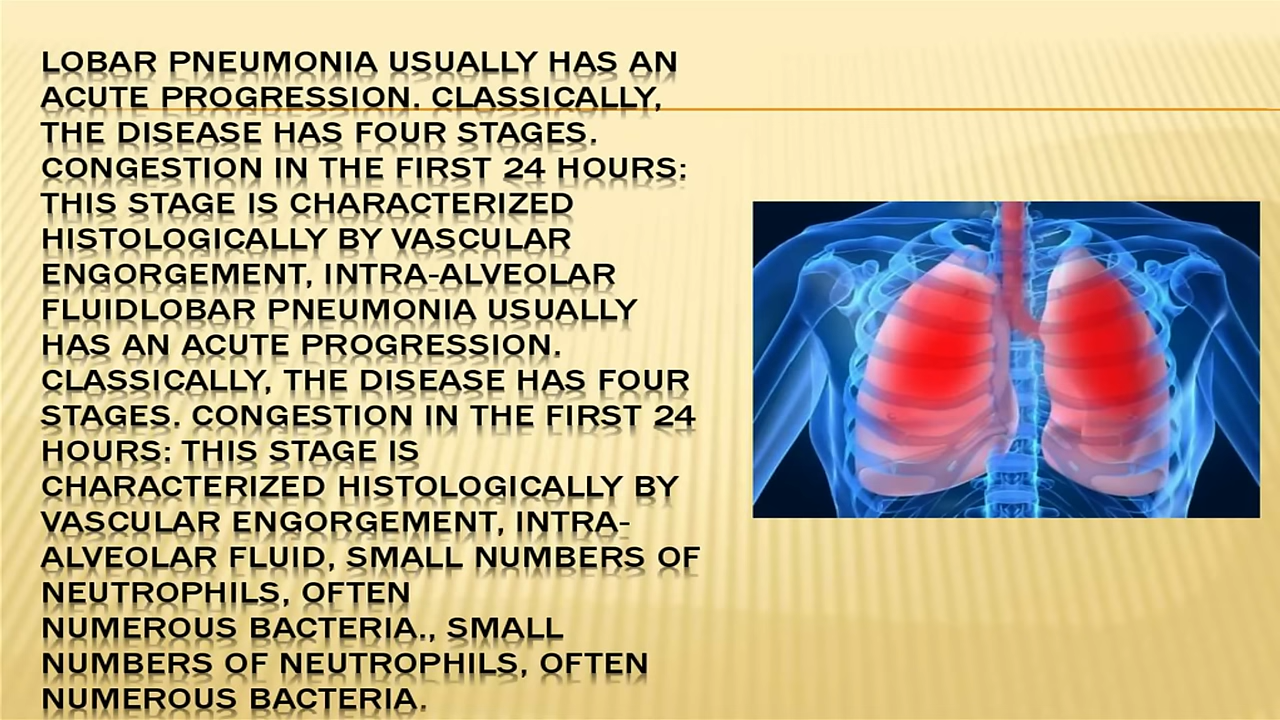 LOBAR PNEUMONIA USUALLY HAS AN
ACUTE PROGRESSION. CLASSICALLY,
THE DISEASE HAS FOUR STAGES.
CONGESTION IN THE FIRST 24 HOURS:
THIS STAGE IS CHARACTERIZED
HISTOLOGICALLY BY VASCULAR
ENGORGEMENT, INTRA-ALVEOLAR
FLUIDLOBAR PNEUMONIA USUALLY
HAS AN ACUTE PROGRESSION.
CLASSICALLY, THE DISEASE HAS FOUR
STAGES. CONGESTION IN THE FIRST 24
HOURS: THIS STAGE IS
CHARACTERIZED HISTOLOGICALLY BY
VASCULAR ENGORGEMENT, INTRA-
ALVEOLAR FLUID, SMALL NUMBERS OF
NEUTROPHILS, OFTEN
NUMEROUS BACTERIA., SMALL
NUMBERS OF NEUTROPHILS, OFTEN
NUMEROUS BACTERIA.